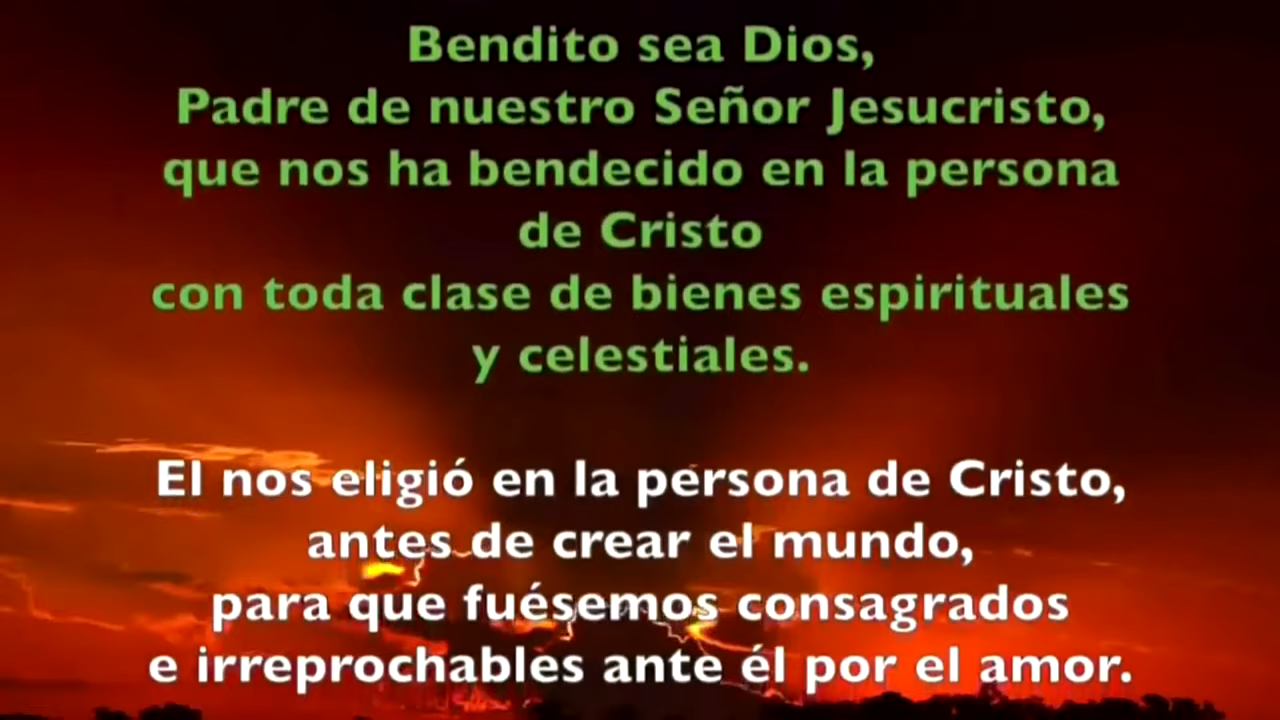 Bendito sea Dios,
Padre de nuestro Señor Jesucristo,
que nos ha bendecido en la persona
de Cristo
con toda clase de bienes espirituales
y celestiales.
El nos eligió en la persona de Cristo,
antes de crear el mundo,
para que fuésemos consagrados
e irreprochables ante él por el amor.